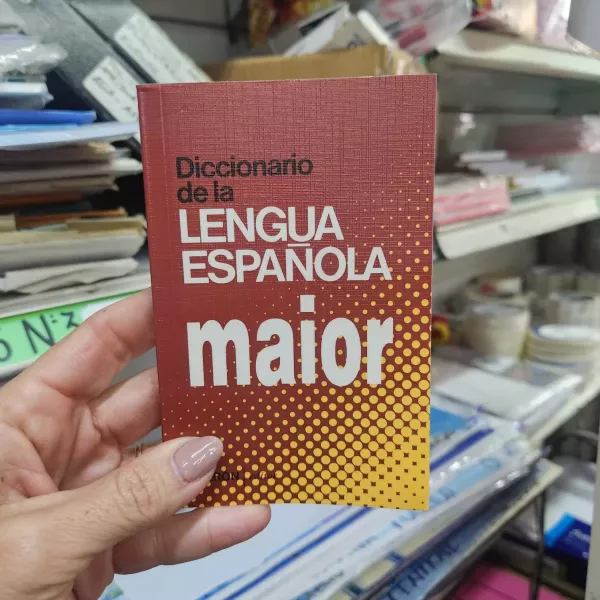 Diccionario
de la
LENGUA
ESPAÑOLA
maior